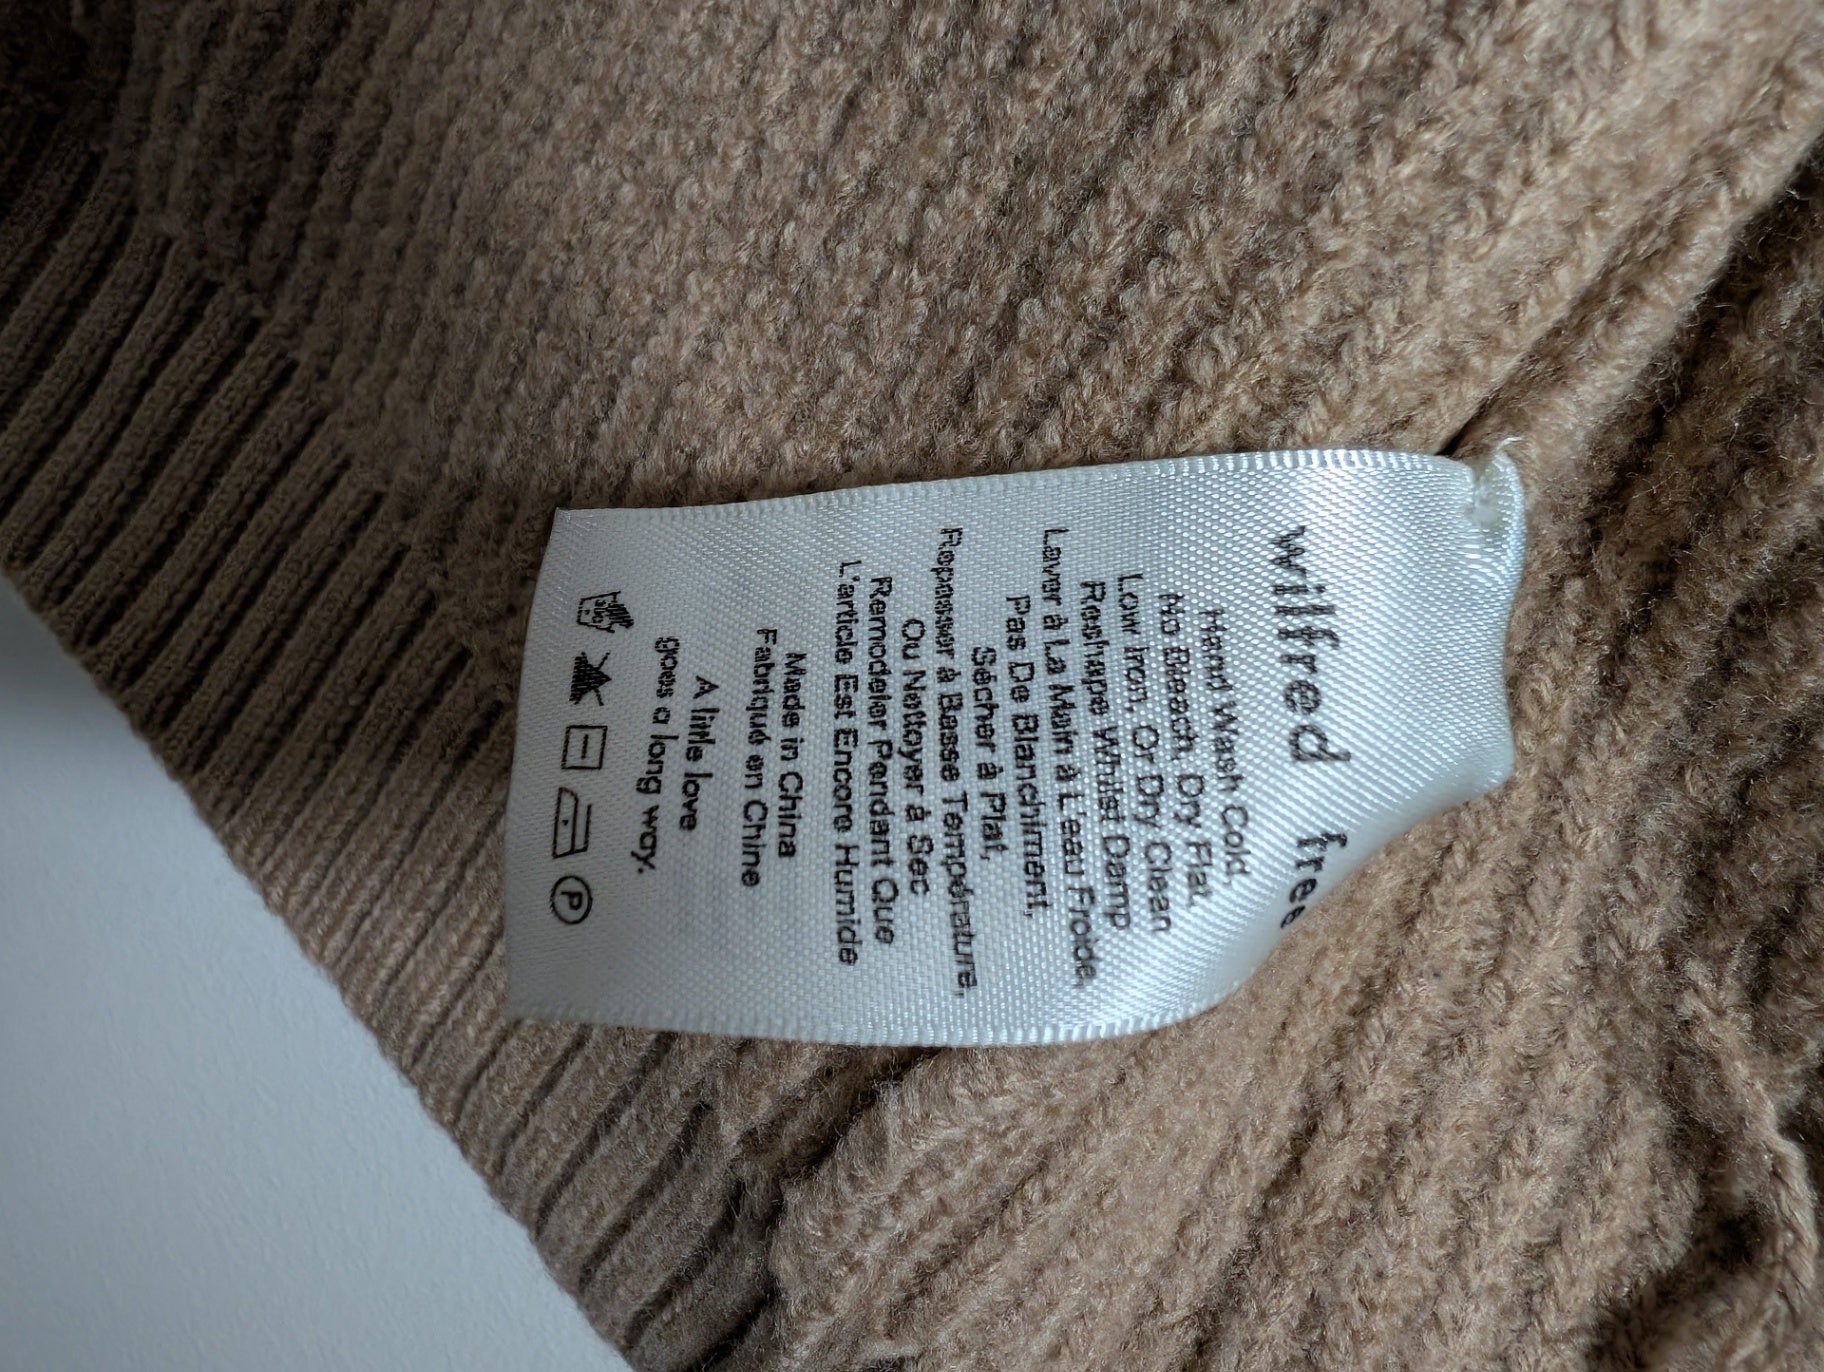 wilfred free
Hand Wash Cold,
No Beach, Dry Flat,
Low Iron, Or Dry Clean
Reshape Whilst Damp
Laver à La Main à L'eau Froide,
Pas De Blanchiment,
Sécher à Plat,
Repasser à Basse Température,
Ou Nettoyer à Sec
Remodeler Pendant Que
L'article Est Encore Humide
Made in China
Fabriqué en Chine
A little love
goes a long way.
P